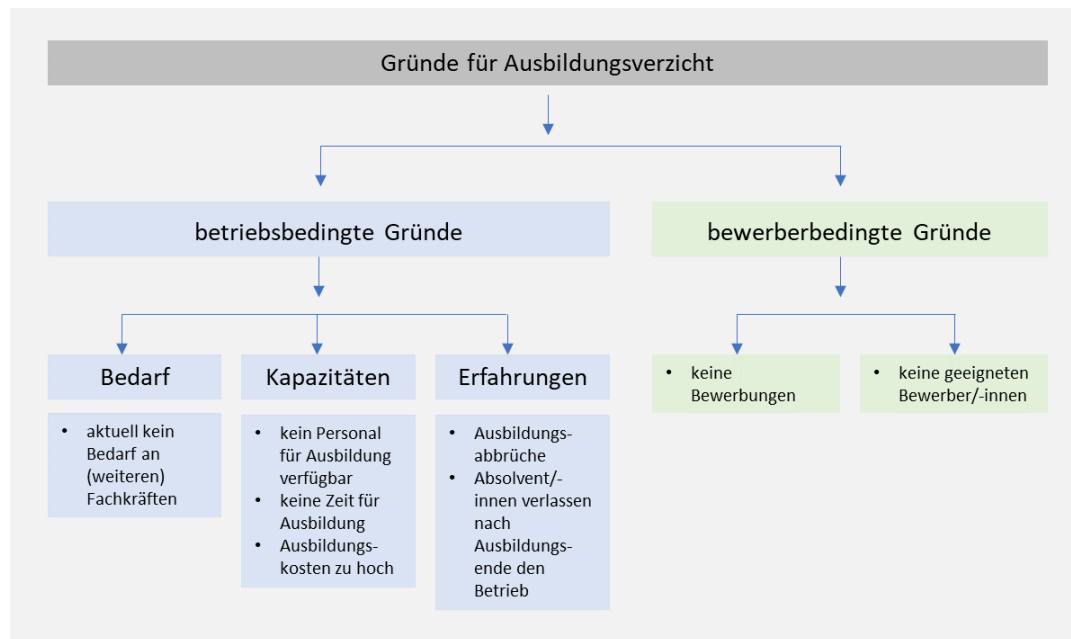 Gründe für Ausbildungsverzicht
betriebsbedingte Gründe
bewerberbedingte Gründe
Bedarf
• aktuell kein
Bedarf an
(weiteren)
Fachkräften
Kapazitäten
• kein Personal
für Ausbildung
verfügbar
• keine Zeit für
Ausbildung
• Ausbildungs-
kosten zu hoch
Erfahrungen
• Ausbildungs-
abbrüche
• Absolvent/-
innen verlassen
nach
Ausbildungs-
ende den
Betrieb
• keine
Bewerbungen
• keine geeigneten
Bewerber/-innen